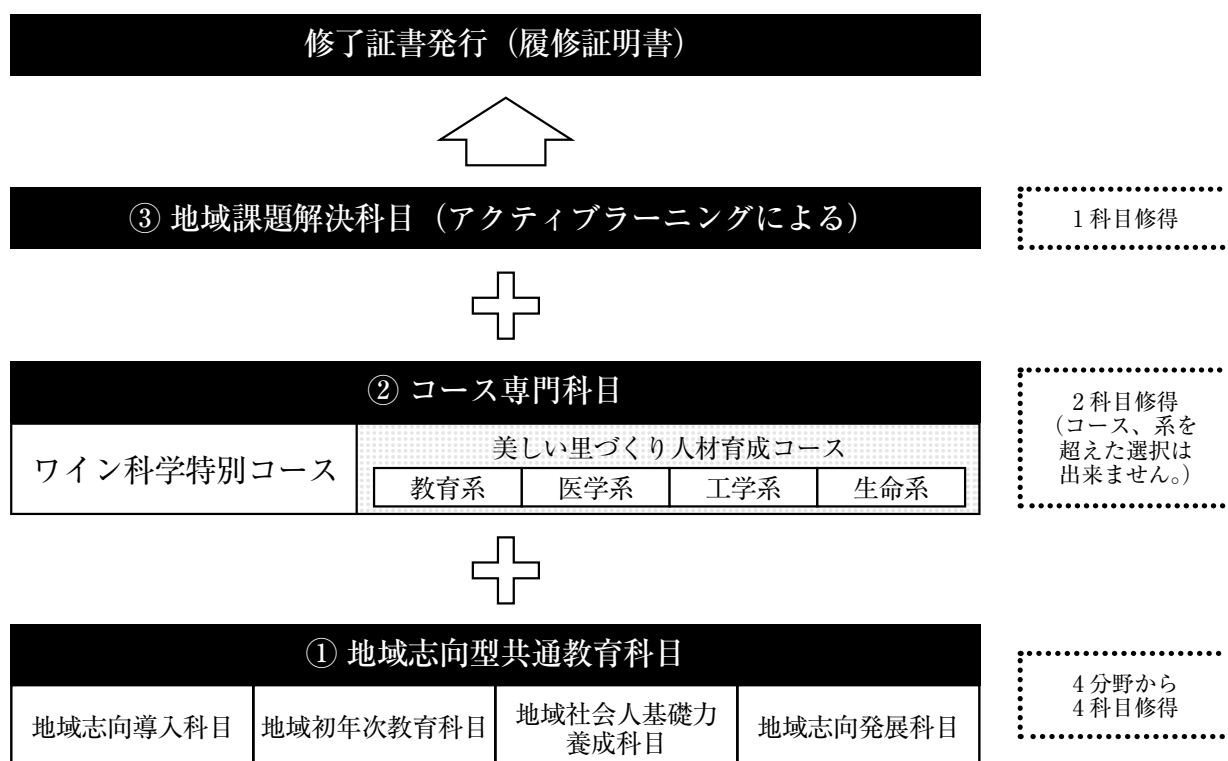 修了証書発行（履修証明書）
③ 地域課題解決科目（アクティブラーニングによる）
1科目修得
② コース専門科目
ワイン科学特別コース
美しい里づくり人材育成コース
教育系
医学系
工学系
生命系
2科目修得
（コース、系を
超えた選択は
出来ません。）
① 地域志向型共通教育科目
地域志向導入科目
地域初年次教育科目
地域社会人基礎力
養成科目
地域志向発展科目
4分野から
4科目修得